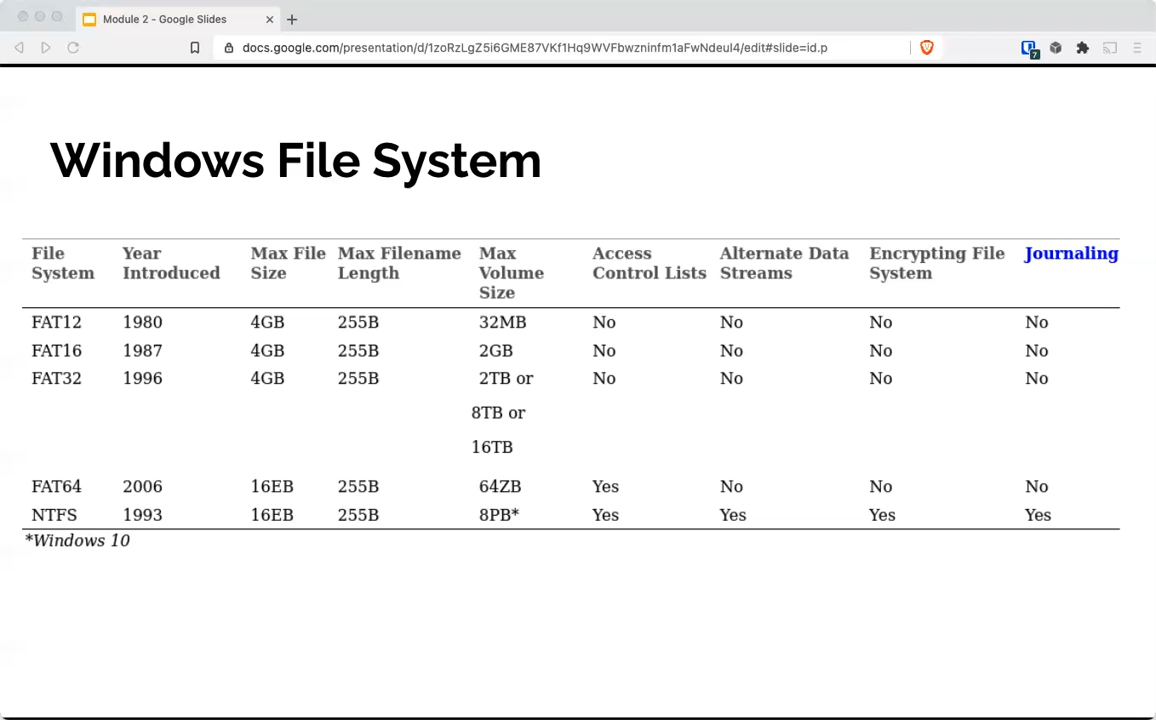 Module 2 - Google Slides
docs.google.com/presentation/d/1zoRzLgZ5i6GME87VKf1Hq9WVFbwzninfm1aFwNdeul4/edit#slide=id.p
7
Windows File System
File System Year Introduced Max File Size Max Filename Length Max Volume Size Access Control Lists Alternate Data Streams Encrypting File System Journaling
FAT12 1980 4GB 255B 32MB No No No No
FAT16 1987 4GB 255B 2GB No No No No
FAT32 1996 4GB 255B 2TB or No No No No
8TB or
16TB
FAT64 2006 16EB 255B 64ZB Yes No No No
NTFS 1993 16EB 255B 8PB* Yes Yes Yes Yes
*Windows 10